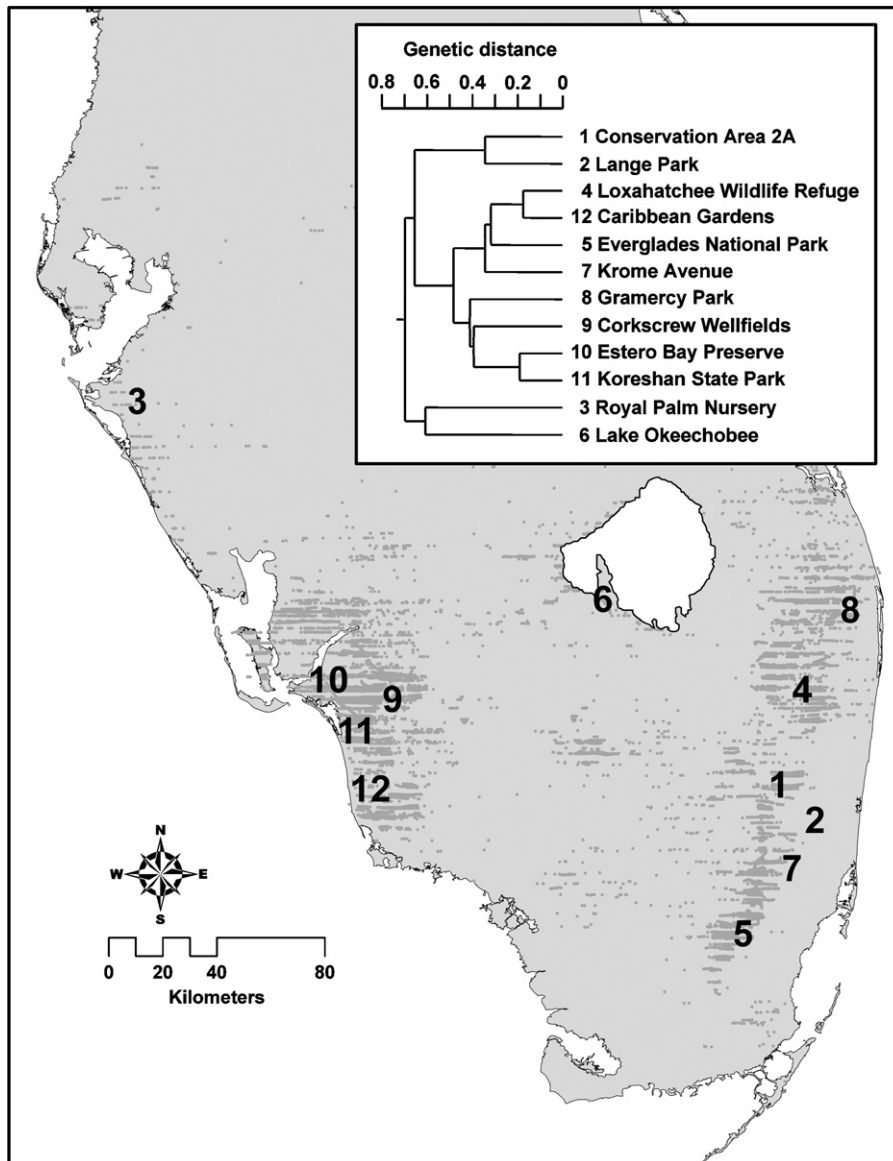 Genetic distance
0.8 0.6 0.4 0.2 0
1 Conservation Area 2A
2 Lange Park
4 Loxahatchee Wildlife Refuge
12 Caribbean Gardens
5 Everglades National Park
7 Krome Avenue
8 Gramercy Park
9 Corkscrew Wellfields
10 Estero Bay Preserve
11 Koreshan State Park
3 Royal Palm Nursery
6 Lake Okeechobee
3
6
8
10
9
4
11
12
1
2
7
5
N
W E
S
0 20 40 80
Kilometers